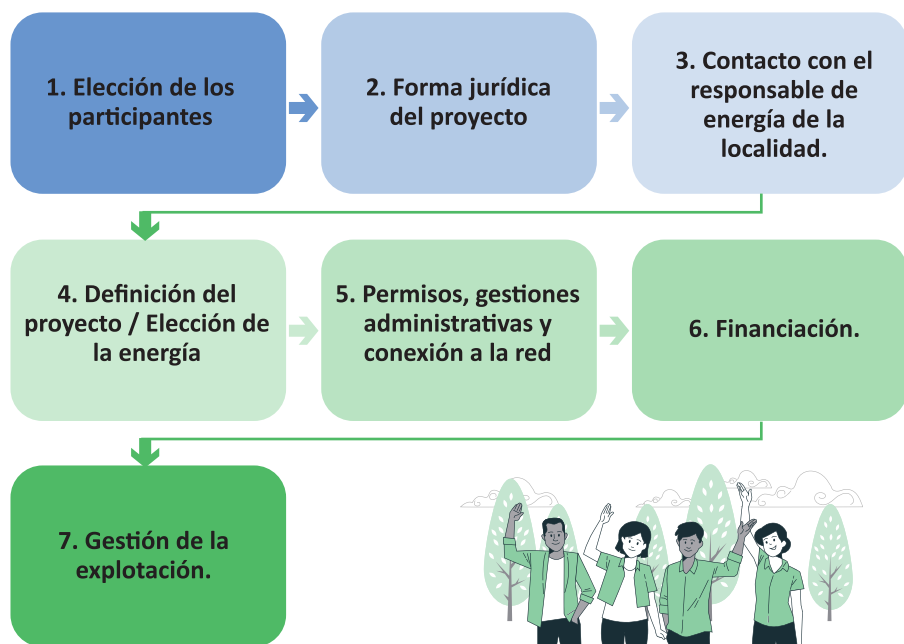 1. Elección de los
participantes
2. Forma jurídica
del proyecto
3. Contacto con el
responsable de
energía de la
localidad.
4. Definición del
proyecto / Elección de
la energía
5. Permisos, gestiones
administrativas y
conexión a la red
6. Financiación.
7. Gestión de la
explotación.